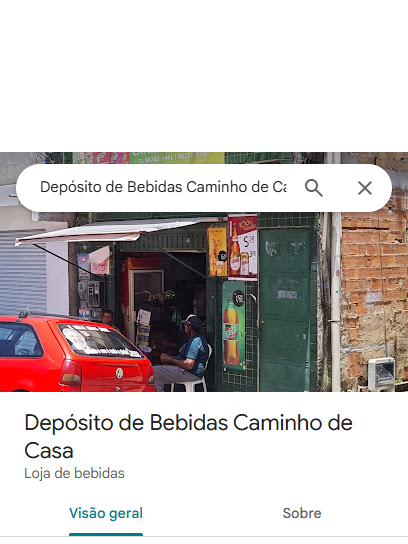 Depósito de Bebidas Caminho de Ca
Depósito de Bebidas Caminho de
Casa
Loja de bebidas
Visão geral
Sobre